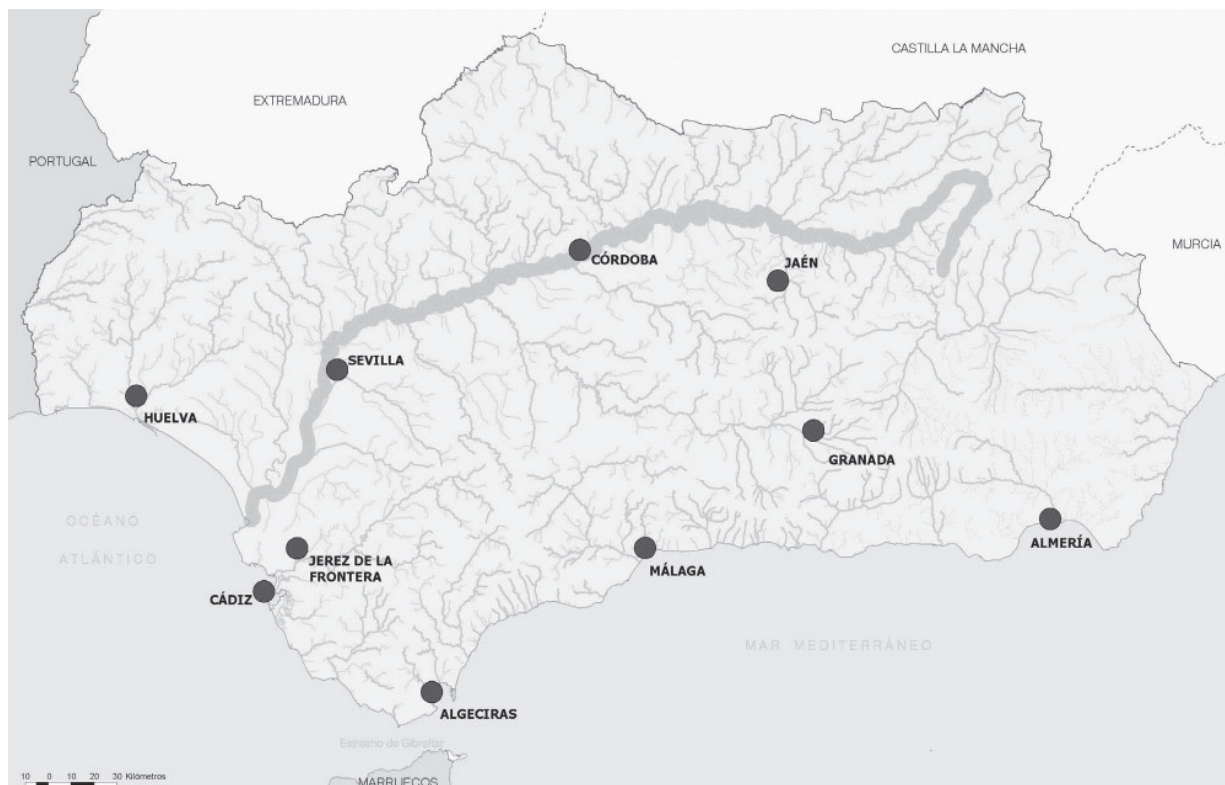 CASTILLA LA MANCHA
EXTREMADURA
PORTUGAL
MURCIA
CÓRDOBA
JAÉN
SEVILLA
HUELVA
GRANADA
OCÉANO
ATLÁNTICO
ALMERÍA
JEREZ DE LA
FRONTERA
MÁLAGA
CÁDIZ
MAR MEDITERRÁNEO
ALGECIRAS
Estrecho de Gibraltar
10 0 10 20 30 Kilómetros
MARRUECOS